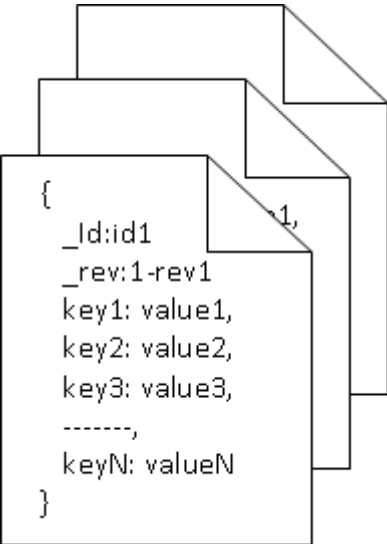 {
_Id:id1
_rev:1-rev1
key1: value1,
key2: value2,
key3: value3,
-------,
keyN: valueN
}